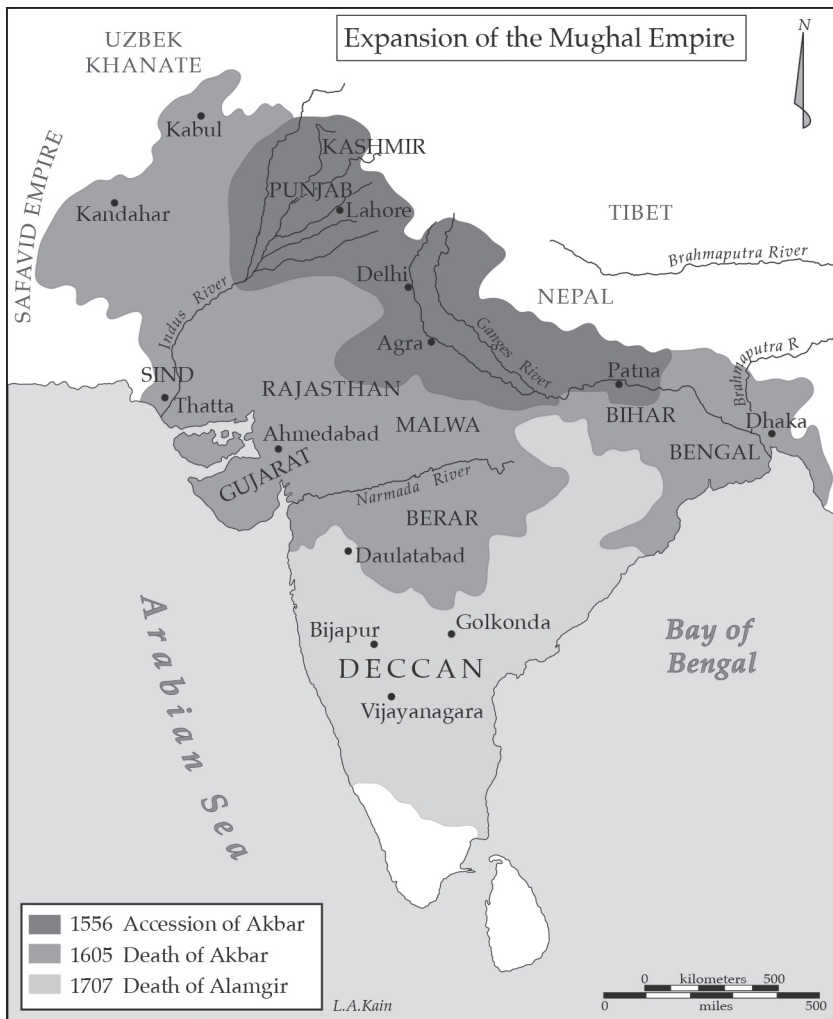 Expansion of the Mughal Empire
N
UZBEK
KHANATE
Kabul
KASHMIR
PUNJAB
Lahore
Kandahar
SAFAVID EMPIRE
TIBET
Brahmaputra River
Delhi
NEPAL
Indus River
Ganges River
Agra
Brahmaputra R
Patna
SIND
Thatta
RAJASTHAN
BIHAR
MALWA
Dhaka
Ahmedabad
BENGAL
GUJARAT
Narmada River
BERAR
Daulatabad
Golkonda
Bijapur
DECCAN
Vijayanagara
Arabian Sea
Bay of
Bengal
1556 Accession of Akbar
1605 Death of Akbar
1707 Death of Alamgir
L.A.Kain
0 kilometers 500
0 miles 500